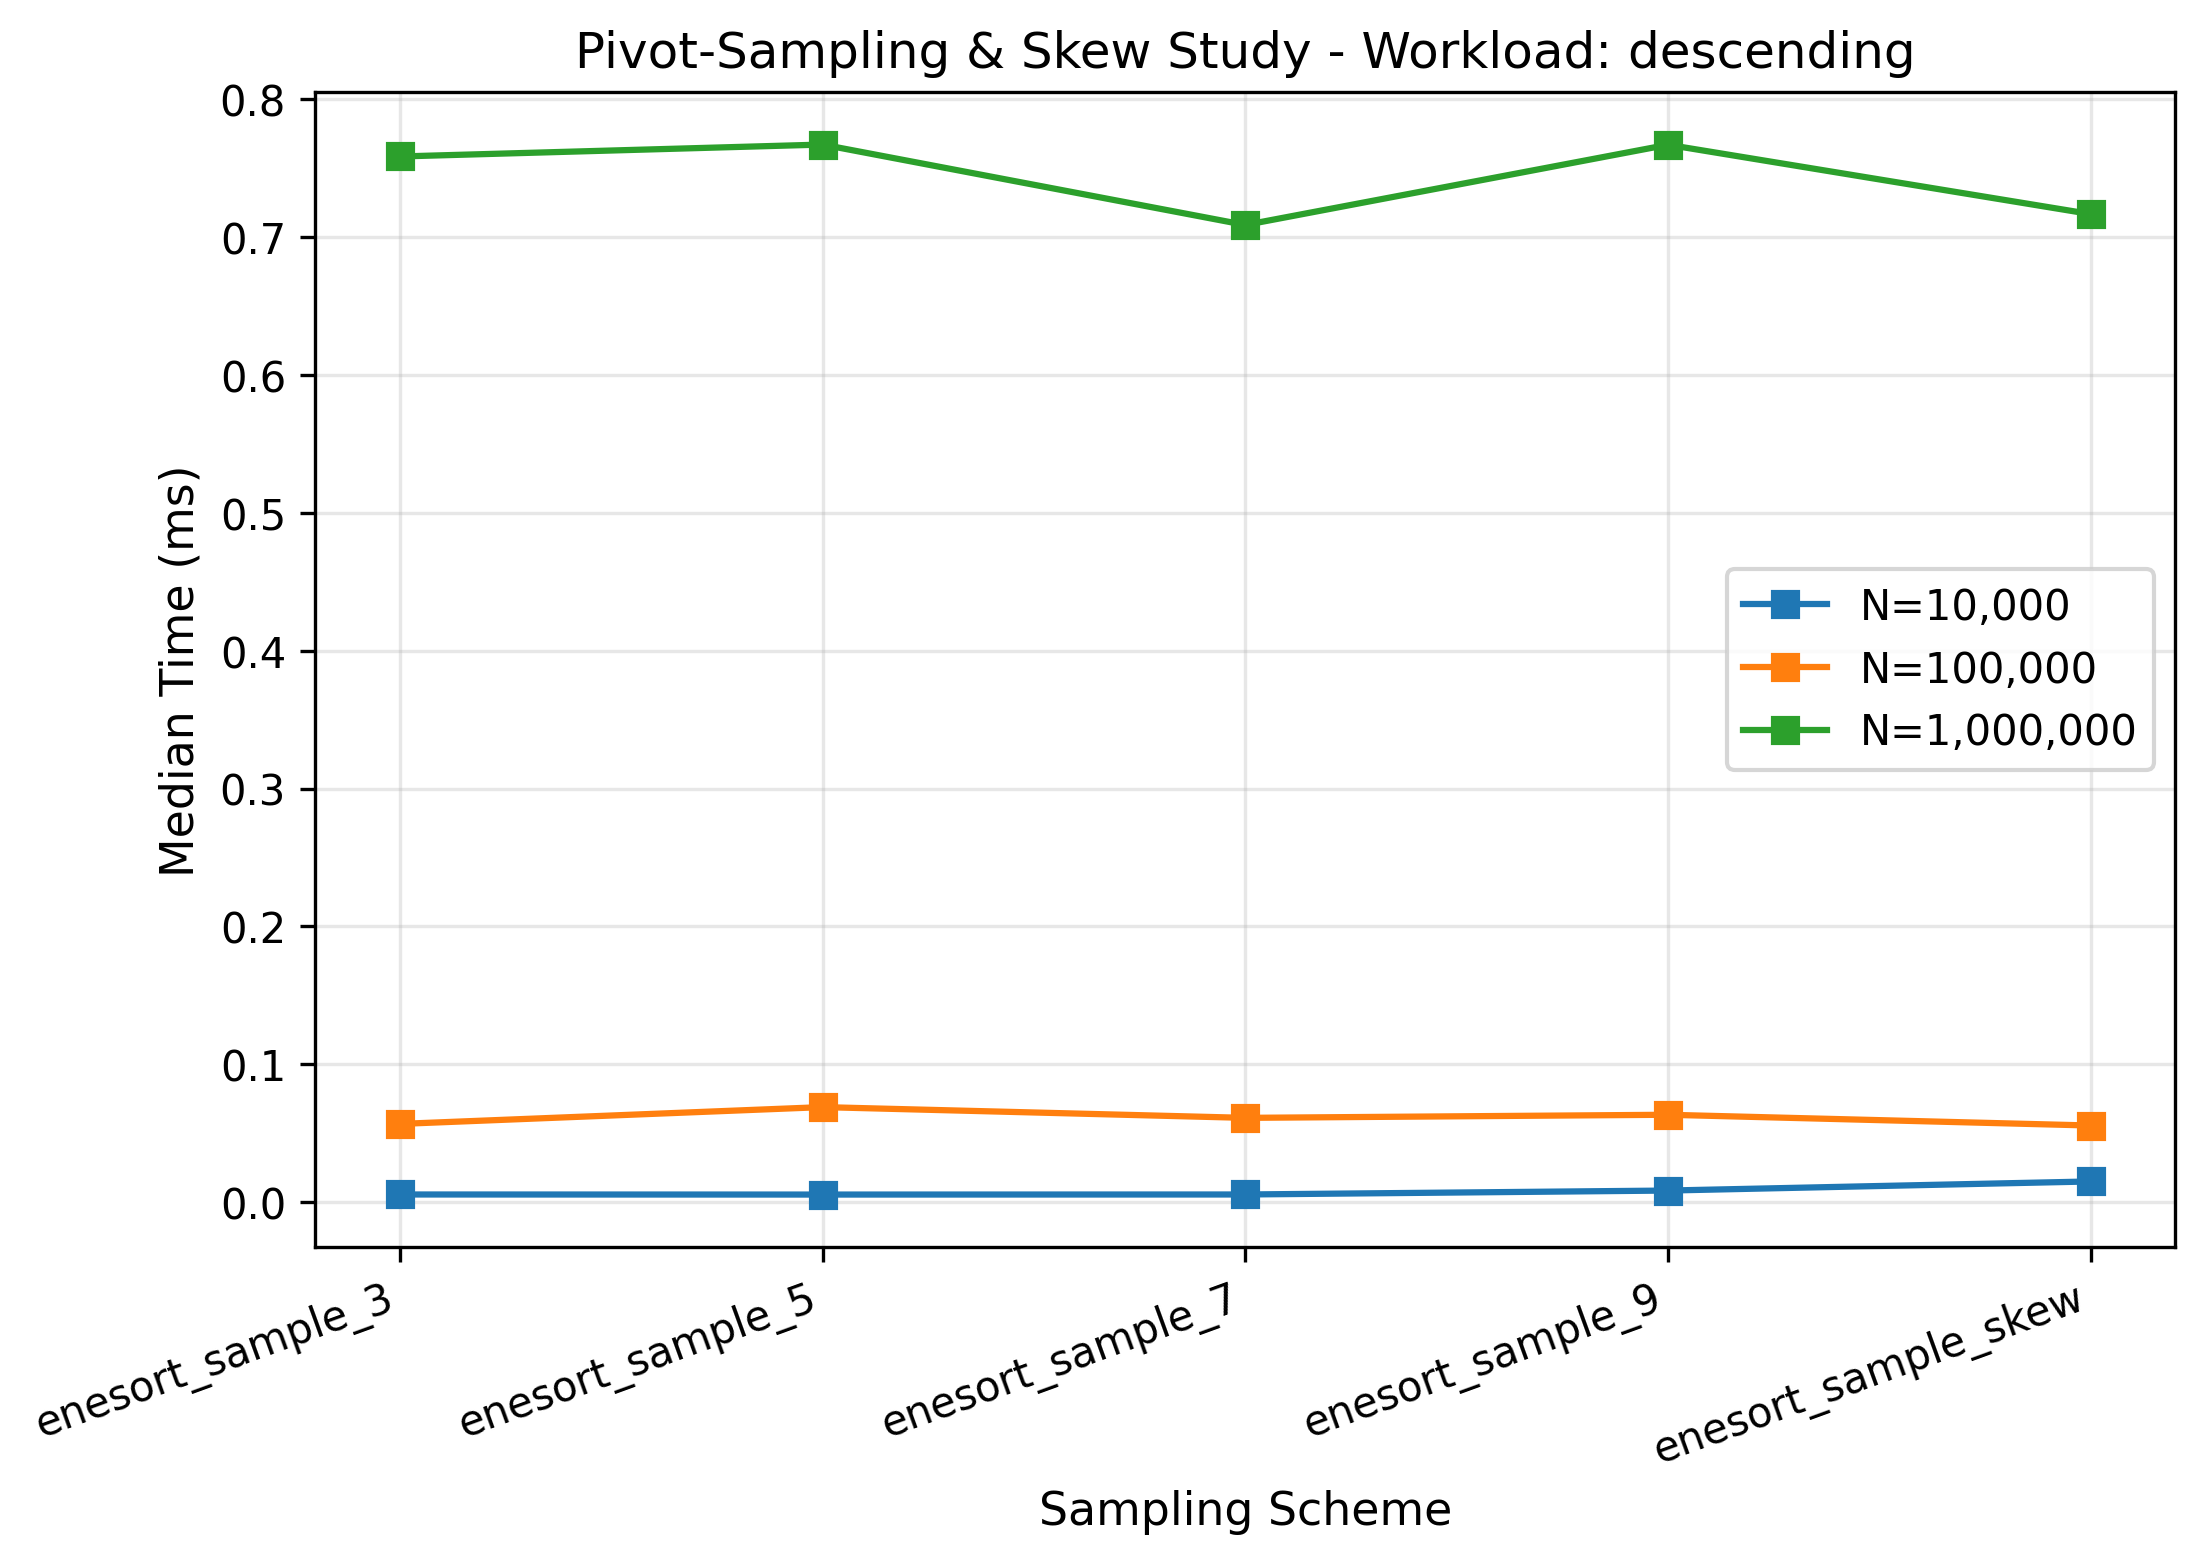 Pivot-Sampling & Skew Study - Workload: descending
Median Time (ms)
0.8
0.7
0.6
0.5
0.4
0.3
0.2
0.1
0.0
N=10,000
N=100,000
N=1,000,000
enesort_sample_3
enesort_sample_5
enesort_sample_7
enesort_sample_9
enesort_sample_skew
Sampling Scheme